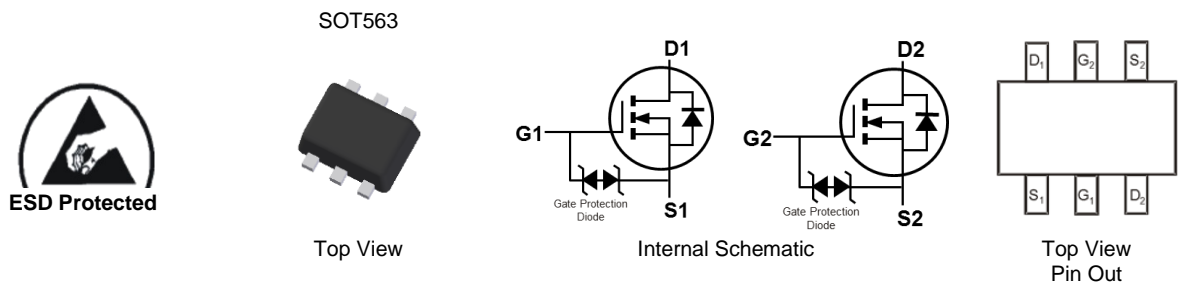 SOT563
ESD Protected
Top View
D1
G1
Gate Protection
Diode
S1
D2
G2
Gate Protection
Diode
S2
Internal Schematic
D₁ G₂ S₂
S₁ G₁ D₂
Top View
Pin Out